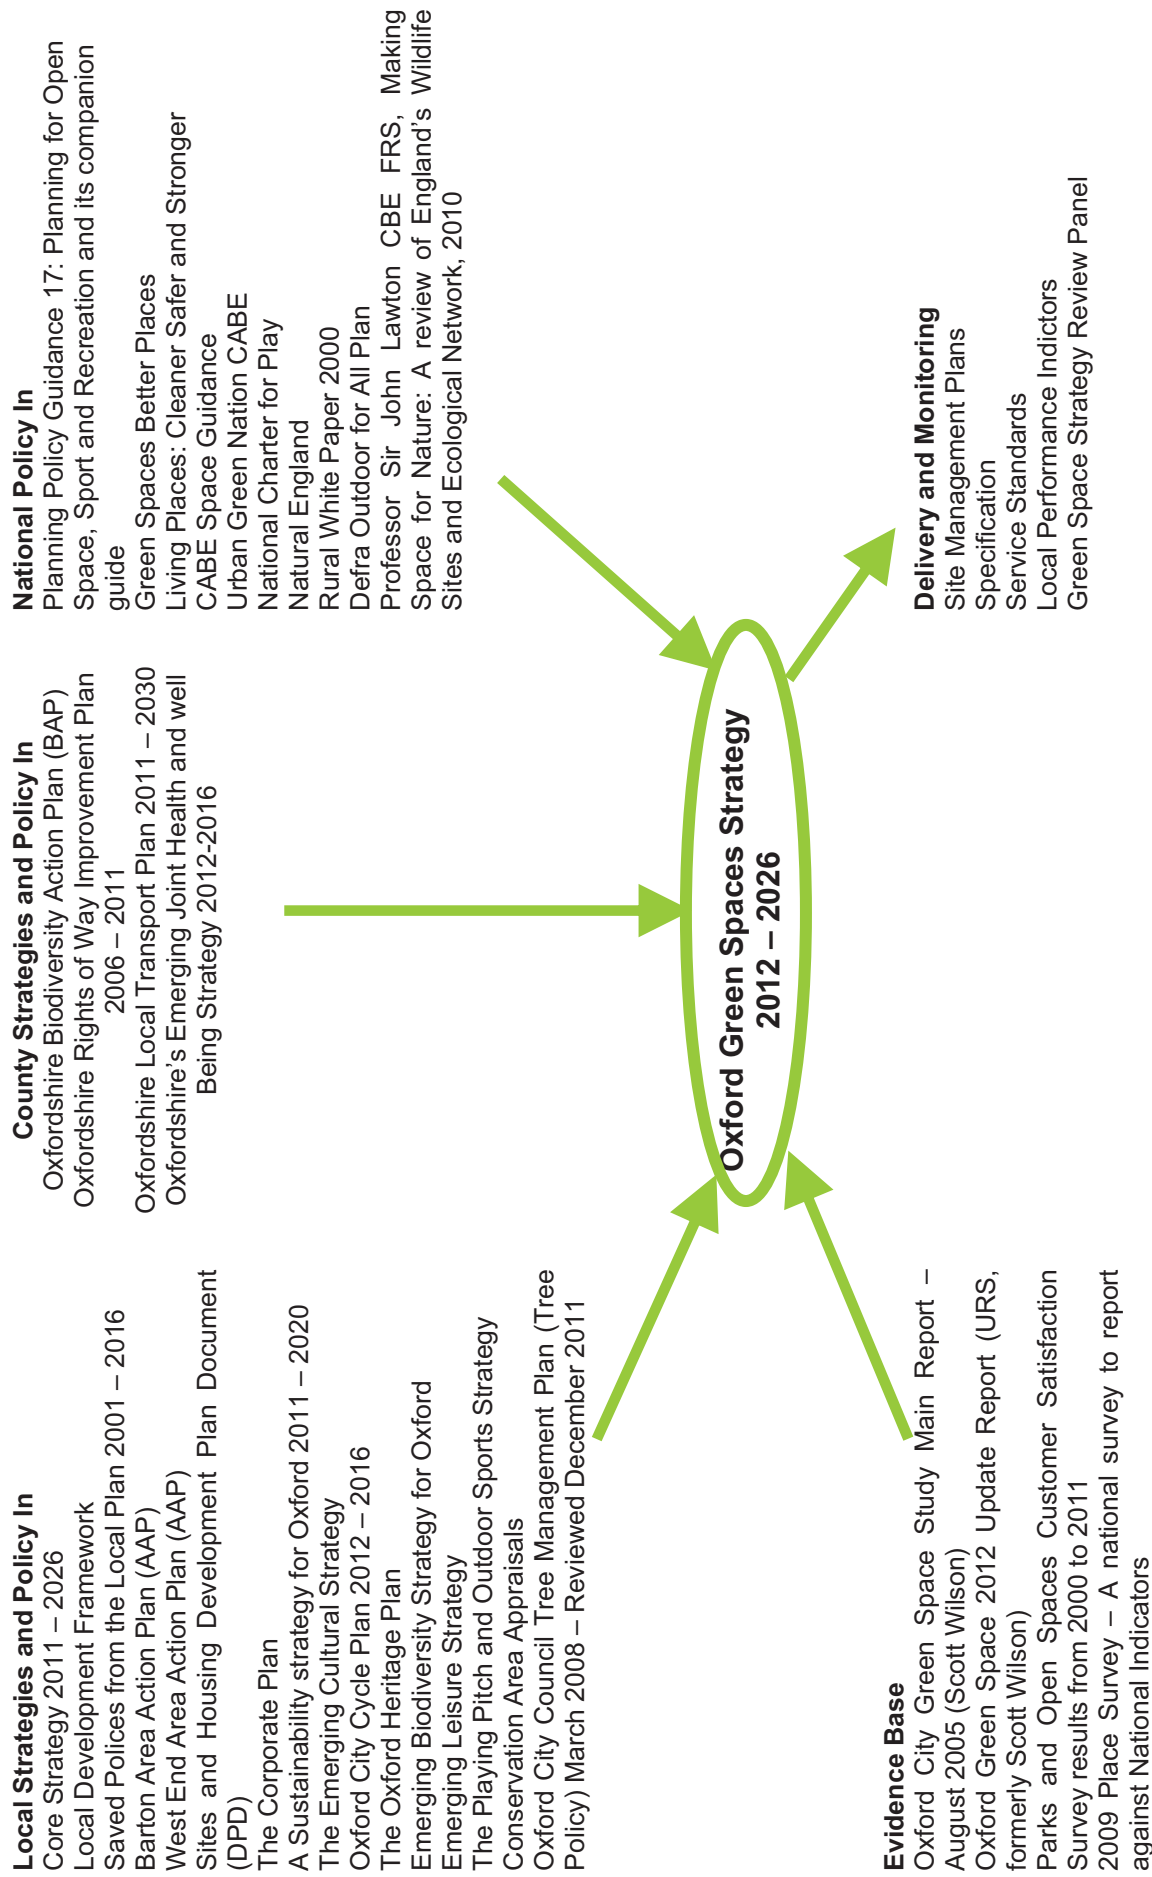 Local Strategies and Policy In
Core Strategy 2011 – 2026
Local Development Framework
Saved Polices from the Local Plan 2001 – 2016
Barton Area Action Plan (AAP)
West End Area Action Plan (AAP)
Sites and Housing Development Plan Document
(DPD)
The Corporate Plan
A Sustainability strategy for Oxford 2011 – 2020
The Emerging Cultural Strategy
Oxford City Cycle Plan 2012 – 2016
The Oxford Heritage Plan
Emerging Biodiversity Strategy for Oxford
Emerging Leisure Strategy
The Playing Pitch and Outdoor Sports Strategy
Conservation Area Appraisals
Oxford City Council Tree Management Plan (Tree
Policy) March 2008 – Reviewed December 2011
County Strategies and Policy In
Oxfordshire Biodiversity Action Plan (BAP)
Oxfordshire Rights of Way Improvement Plan
2006 – 2011
Oxfordshire Local Transport Plan 2011 – 2030
Oxfordshire's Emerging Joint Health and well
Being Strategy 2012-2016
National Policy In
Planning Policy Guidance 17: Planning for Open
Space, Sport and Recreation and its companion
guide
Green Spaces Better Places
Living Places: Cleaner Safer and Stronger
CABE Space Guidance
Urban Green Nation CABE
National Charter for Play
Natural England
Rural White Paper 2000
Defra Outdoor for All Plan
Professor Sir John Lawton CBE FRS, Making
Space for Nature: A review of England's Wildlife
Sites and Ecological Network, 2010
Oxford Green Spaces Strategy
2012 – 2026
Evidence Base
Oxford City Green Space Study Main Report –
August 2005 (Scott Wilson)
Oxford Green Space 2012 Update Report (URS,
formerly Scott Wilson)
Parks and Open Spaces Customer Satisfaction
Survey results from 2000 to 2011
2009 Place Survey – A national survey to report
against National Indicators
Delivery and Monitoring
Site Management Plans
Specification
Service Standards
Local Performance Indictors
Green Space Strategy Review Panel